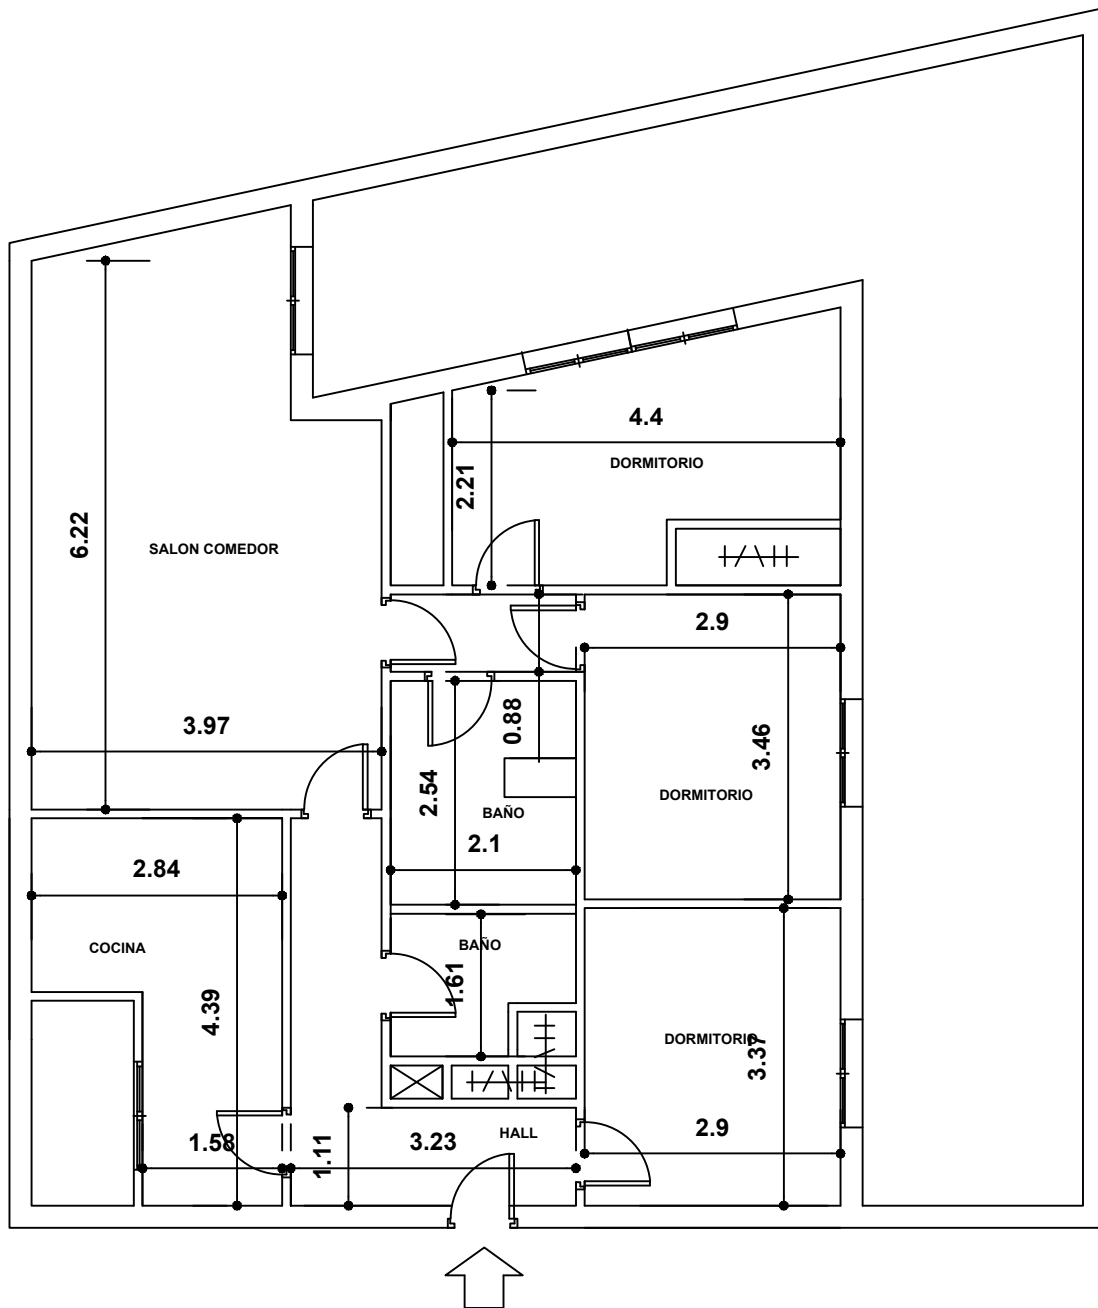 4.4
DORMITORIO
2.21
6.22
SALON COMEDOR
2.9
3.97
0.88
3.46
2.54
DORMITORIO
BAÑO
2.1
2.84
COCINA
BAÑO
1.61
4.39
DORMITORIO
3.37
1.58
1.11
3.23
HALL
2.9